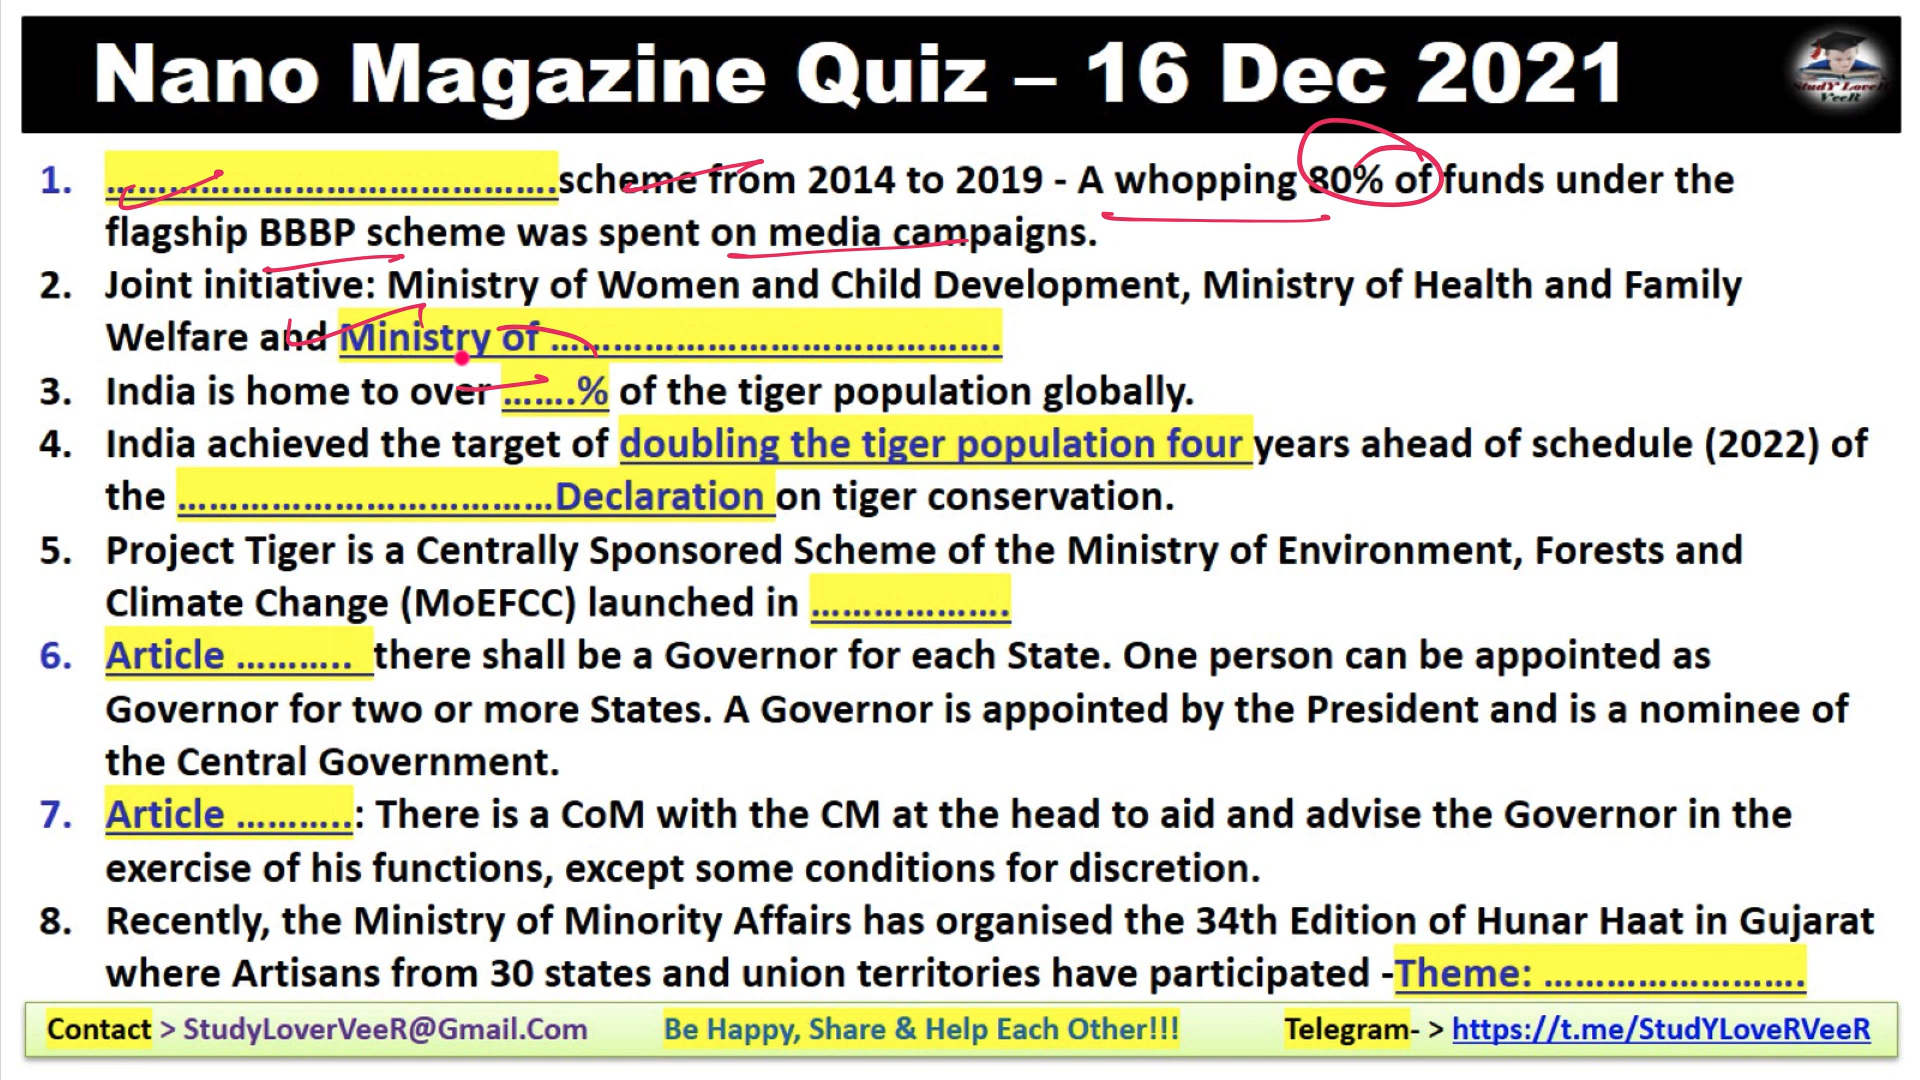 Nano Magazine Quiz – 16 Dec 2021
StudY LoveR
VeeR
1. ……………………………………….scheme from 2014 to 2019 - A whopping 80% of funds under the
flagship BBBP scheme was spent on media campaigns.
2. Joint initiative: Ministry of Women and Child Development, Ministry of Health and Family
Welfare and Ministry of ……………………………………….
3. India is home to over …….% of the tiger population globally.
4. India achieved the target of doubling the tiger population four years ahead of schedule (2022) of
the ………………………………Declaration on tiger conservation.
5. Project Tiger is a Centrally Sponsored Scheme of the Ministry of Environment, Forests and
Climate Change (MoEFCC) launched in ……………….
6. Article ……….. there shall be a Governor for each State. One person can be appointed as
Governor for two or more States. A Governor is appointed by the President and is a nominee of
the Central Government.
7. Article ………..: There is a CoM with the CM at the head to aid and advise the Governor in the
exercise of his functions, except some conditions for discretion.
8. Recently, the Ministry of Minority Affairs has organised the 34th Edition of Hunar Haat in Gujarat
where Artisans from 30 states and union territories have participated -Theme: …………………….
Contact > StudyLoverVeeR@Gmail.Com Be Happy, Share & Help Each Other!!! Telegram- > https://t.me/StudYLoveRVeeR